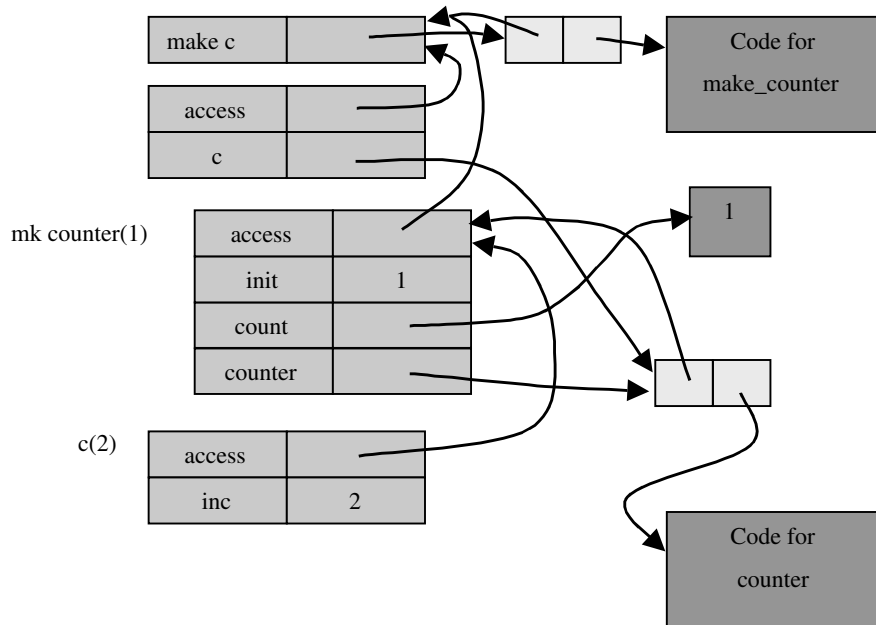 make c
Code for
make_counter
access
c
mk counter(1)
access
1
init 1
count
counter
c(2)
access
inc 2
Code for
counter